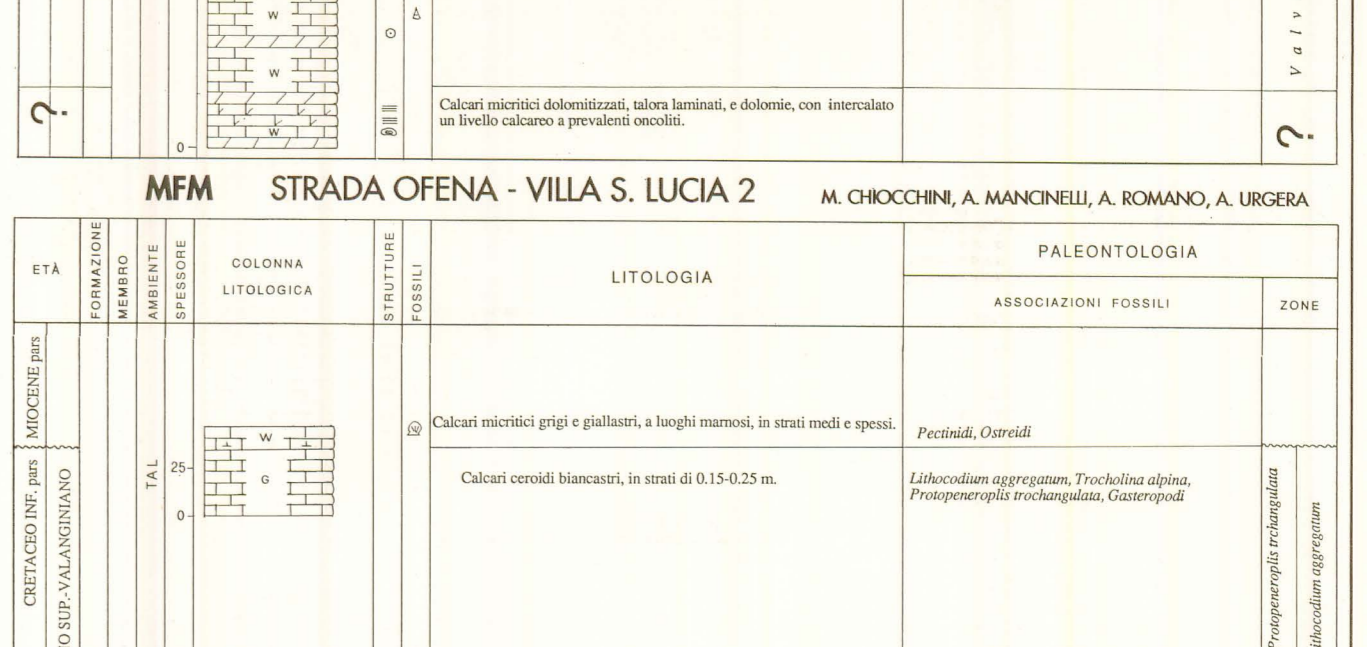 W
V a l v
W
?
Calcari micritici dolomitizzati, talora laminati, e dolomie, con intercalato
un livello calcareo a prevalenti oncoliti.
?
W
0
MFM STRADA OFENA - VILLA S. LUCIA 2 M. CHIOCCHINI, A. MANCINELLI, A. ROMANO, A. URGERA
ETÀ
FORMAZIONE
MEMBRO
AMBIENTE
SPESSORE
COLONNA
LITOLOGICA
STRUTTURE
FOSSILI
LITOLOGIA
PALEONTOLOGIA
ASSOCIAZIONI FOSSILI
ZONE
MIOCENE pars
Calcari micritici grigi e giallastri, a luoghi marnosi, in strati medi e spessi.
Pectinidi, Ostreidi
W
CRETACEO INF. pars
O SUP.-VALANGINIANO
TAL
25
G
0
Calcari ceroidi biancastri, in strati di 0.15-0.25 m.
Lithocodium aggregatum, Trocholina alpina,
Protopeneroplis trochangulata, Gasteropodi
Protopeneroplis trchangulata
ithocodium aggregatum